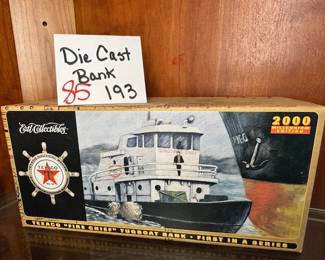 Die Cast
Bank
85 193
Ertl Collectibles
2000
MILLENNIUM
EDITION
TEXACO
TEXACO "FIRE CHIEF" TUGBOAT BANK • FIRST IN A SERIES